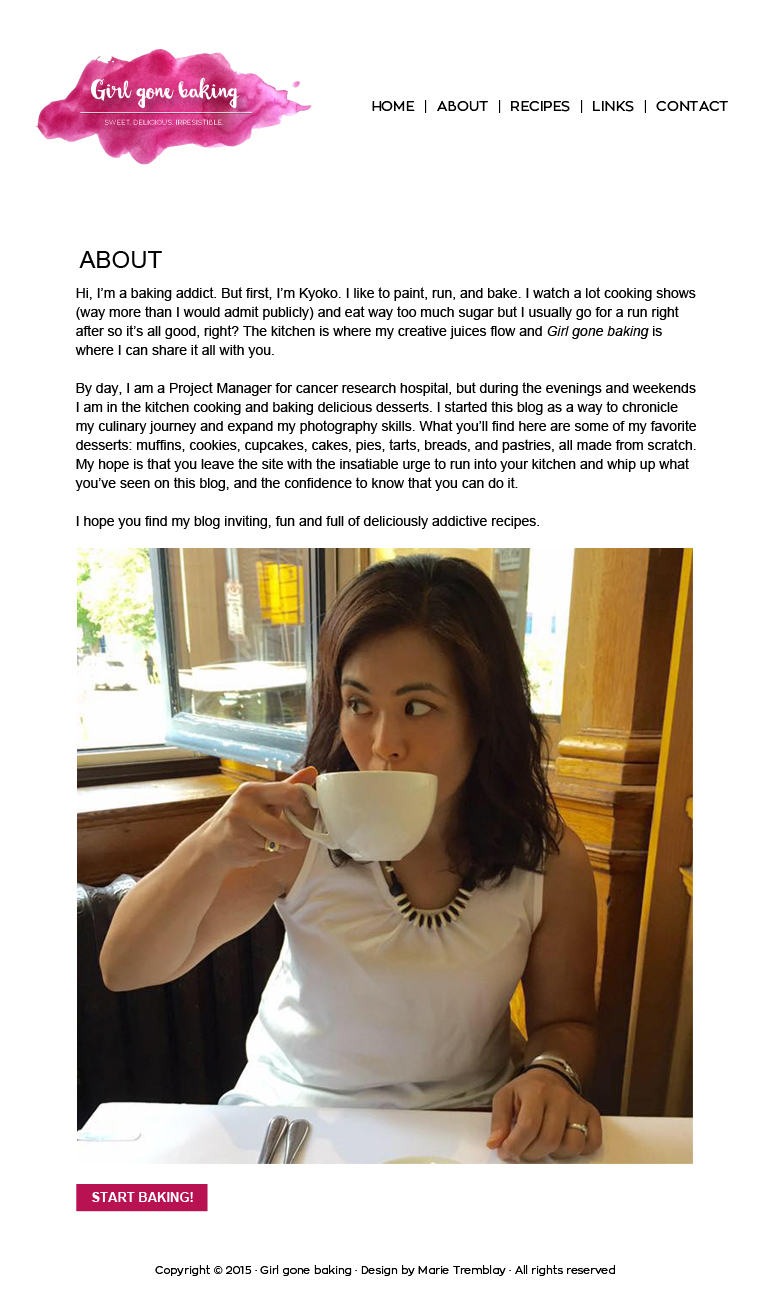 Girl gone baking
SWEET. DELICIOUS. IRRESISTIBLE.
HOME | ABOUT | RECIPES | LINKS | CONTACT
ABOUT
Hi, I'm a baking addict. But first, I'm Kyoko. I like to paint, run, and bake. I watch a lot cooking shows
(way more than I would admit publicly) and eat way too much sugar but I usually go for a run right
after so it's all good, right? The kitchen is where my creative juices flow and Girl gone baking is
where I can share it all with you.
By day, I am a Project Manager for cancer research hospital, but during the evenings and weekends
I am in the kitchen cooking and baking delicious desserts. I started this blog as a way to chronicle
my culinary journey and expand my photography skills. What you'll find here are some of my favorite
desserts: muffins, cookies, cupcakes, cakes, pies, tarts, breads, and pastries, all made from scratch.
My hope is that you leave the site with the insatiable urge to run into your kitchen and whip up what
you've seen on this blog, and the confidence to know that you can do it.
I hope you find my blog inviting, fun and full of deliciously addictive recipes.
START BAKING!
Copyright © 2015 · Girl gone baking · Design by Marie Tremblay · All rights reserved